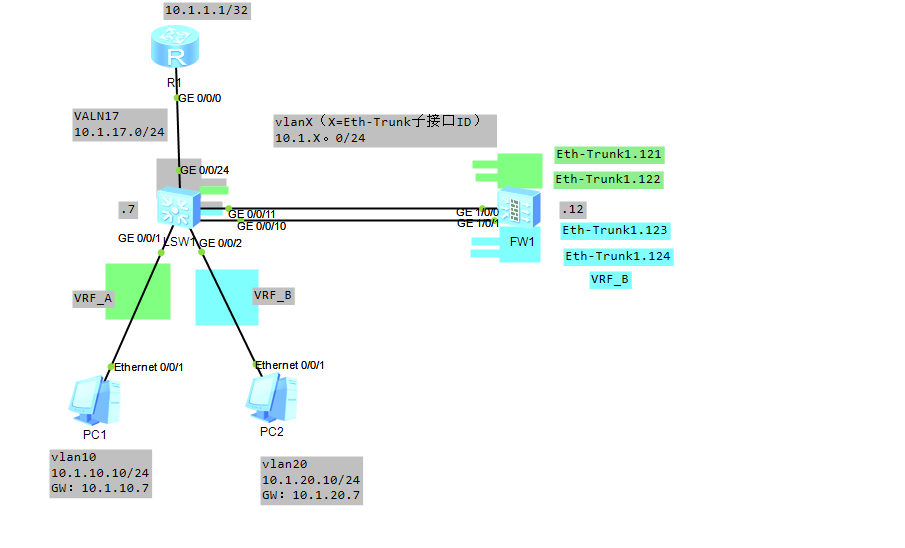 10.1.1.1/32
R
R1
GE 0/0/0
VALN17
10.1.17.0/24
vlanX（X=Eth-Trunk子接口ID）
10.1.X。0/24
GE 0/0/24
Eth-Trunk1.121
Eth-Trunk1.122
.7
GE 0/0/11
GE 0/0/10
GE 1/0/0
GE 1/0/1
.12
GE 0/0/1
LSW1
GE 0/0/2
FW1
Eth-Trunk1.123
Eth-Trunk1.124
VRF_B
VRF_A
VRF_B
Ethernet 0/0/1
Ethernet 0/0/1
PC1
PC2
vlan10
10.1.10.10/24
GW：10.1.10.7
vlan20
10.1.20.10/24
GW：10.1.20.7